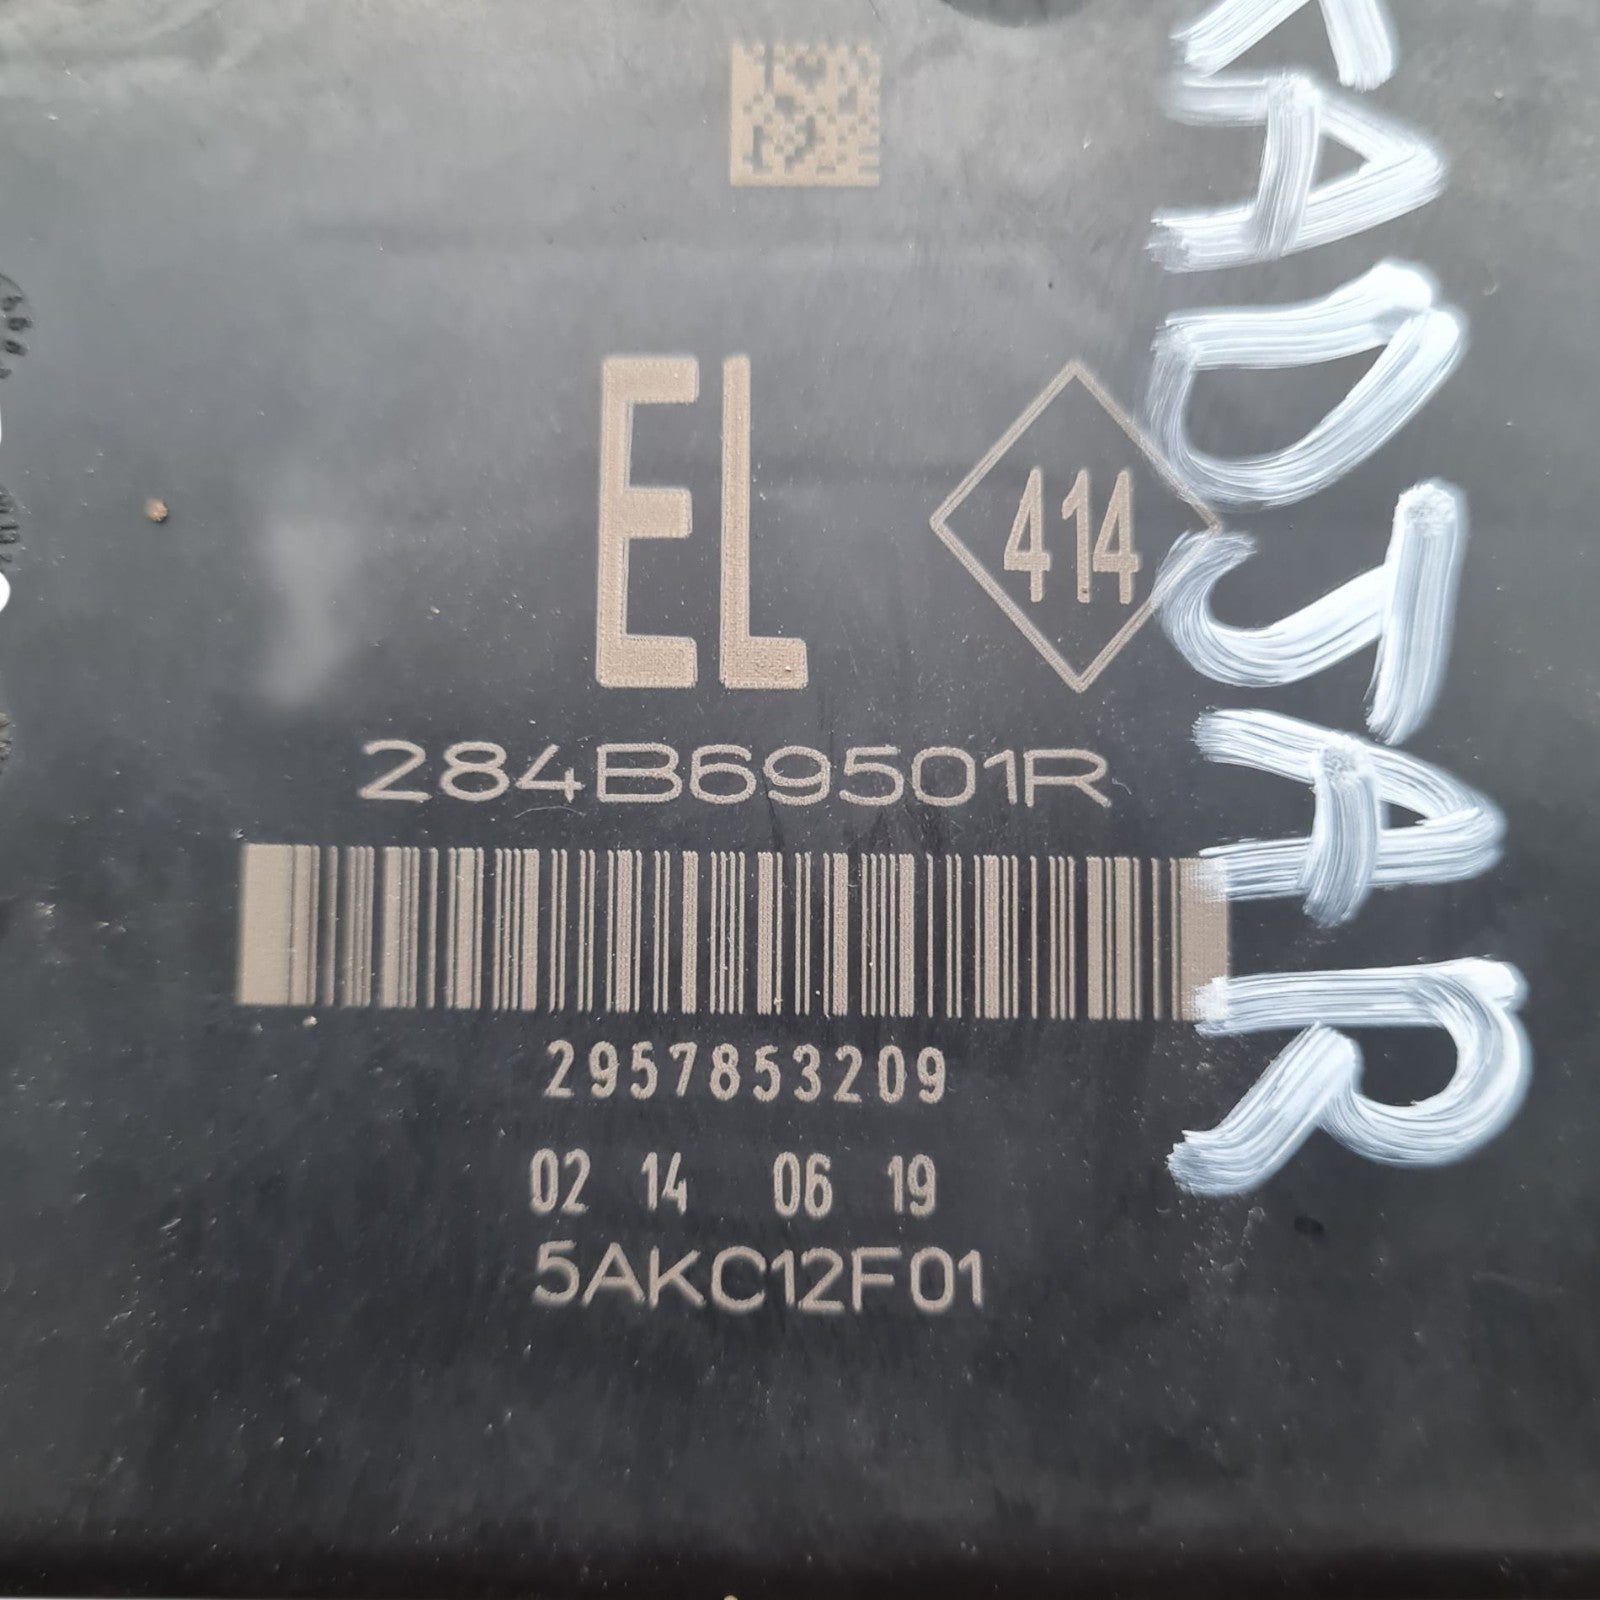 EL
414
284B69501R
2957853209
02 14 06 19
5AKC12F01
KADJAR